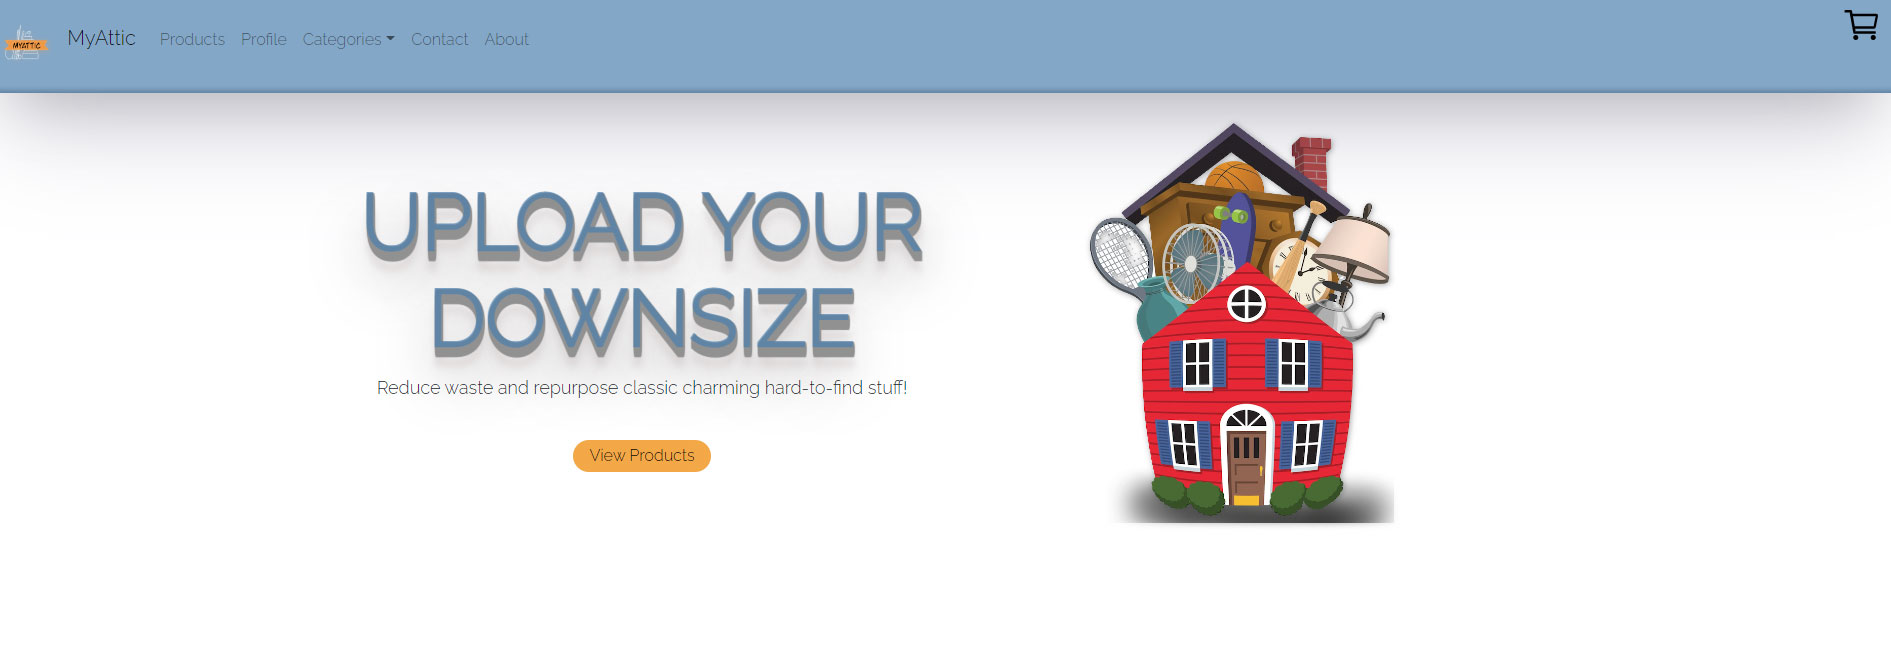 MYATTIC
MyAttic Products Profile Categories Contact About
UPLOAD YOUR
DOWNSIZE
Reduce waste and repurpose classic charming hard-to-find stuff!
View Products